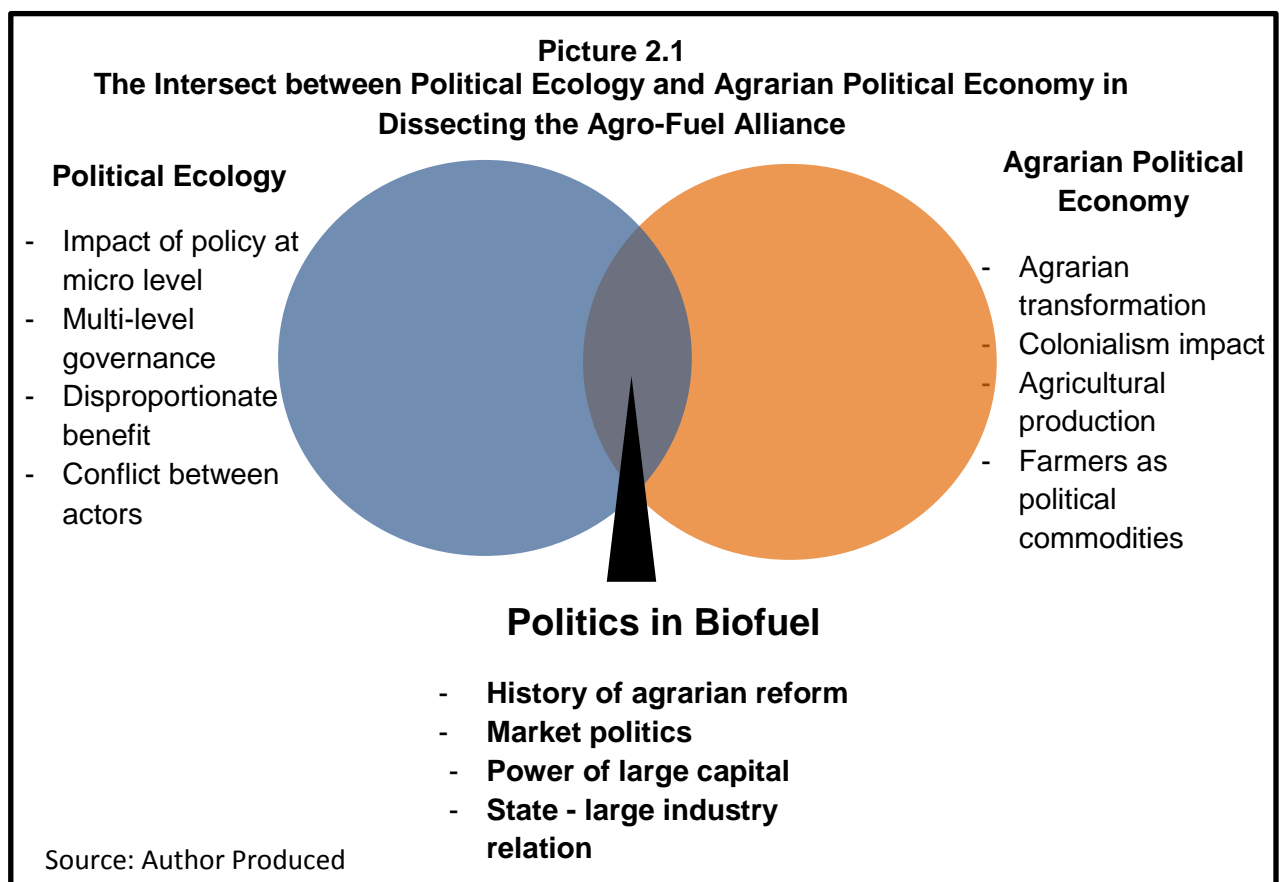 Picture 2.1
The Intersect between Political Ecology and Agrarian Political Economy in
Dissecting the Agro-Fuel Alliance
Political Ecology
- Impact of policy at
micro level
- Multi-level
governance
- Disproportionate
benefit
- Conflict between
actors
Agrarian Political
Economy
- Agrarian
transformation
- Colonialism impact
- Agricultural
production
- Farmers as
political
commodities
Politics in Biofuel
- History of agrarian reform
- Market politics
- Power of large capital
- State - large industry
relation
Source: Author Produced